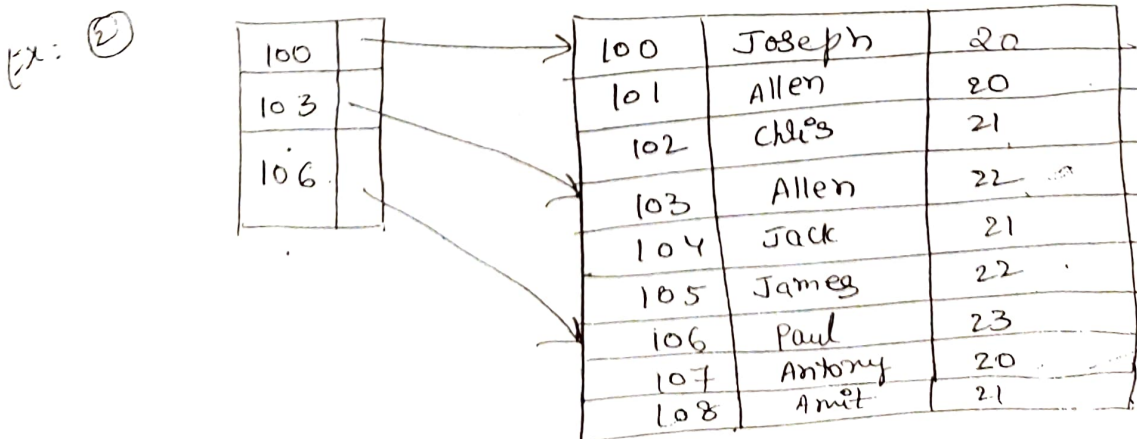 Ex: 2
100
103
106
100 Joseph 20
101 Allen 20
102 Chris 21
103 Allen 22
104 Jack 21
105 James 22
106 Paul 23
107 Antony 20
108 Amit 21